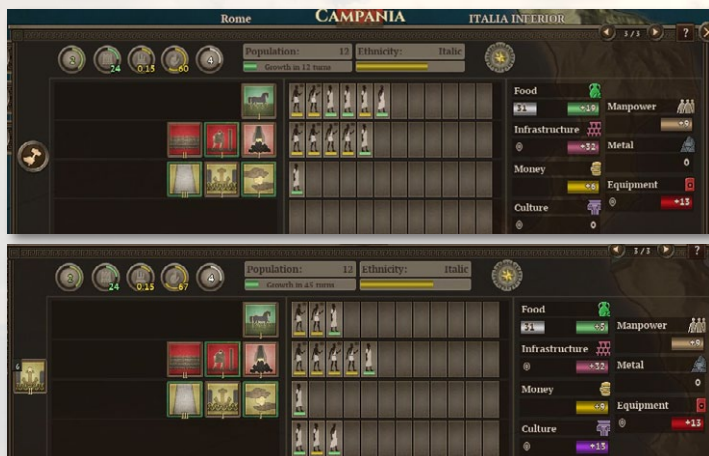 Rome CAMPANIA ITALIA INFERIOR
3/3 ?
24 0.15 60 4
Population: 12 Ethnicity: Italic
Growth in 12 turns
Food
31 +19 Manpower
+9
Infrastructure
+32 Metal
0
Money
+6 Equipment
+13
Culture
0
3/3 ?
24 0.15 67 4
Population: 12 Ethnicity: Italic
Growth in 45 turns
Food
31 +5 Manpower
+9
Infrastructure
+32 Metal
0
Money
+9 Equipment
+13
Culture
+13